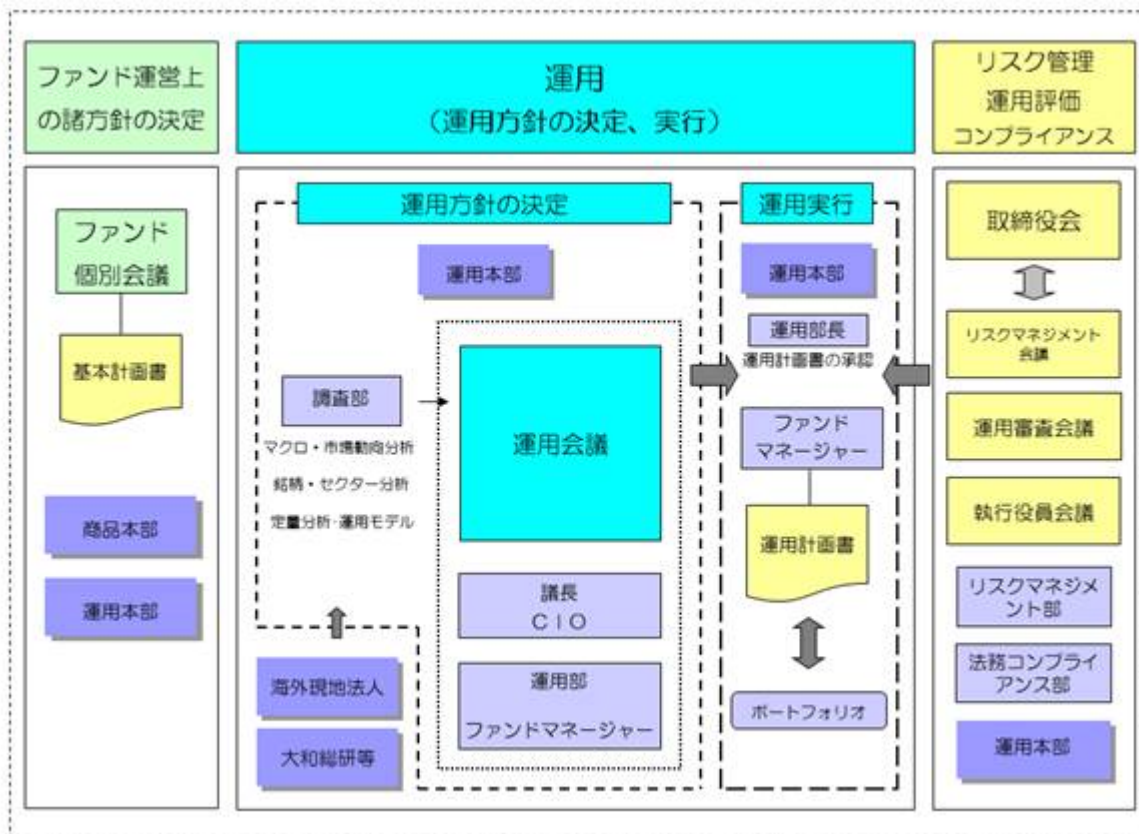 ファンド運営上
の諸方針の決定
運用
（運用方針の決定、実行）
リスク管理
運用評価
コンプライアンス
ファンド
個別会議
基本計画書
商品本部
運用本部
運用方針の決定
運用本部
調査部
マクロ・市場動向分析
銘柄・セクター分析
定量分析・運用モデル
運用会議
議長
ＣＩＯ
運用部
ファンドマネージャー
海外現地法人
大和総研等
運用実行
運用本部
運用部長
運用計画書の承認
ファンド
マネージャー
運用計画書
ポートフォリオ
取締役会
リスクマネジメント
会議
運用審査会議
執行役員会議
リスクマネジメ
ント部
法務コンプライ
アンス部
運用本部